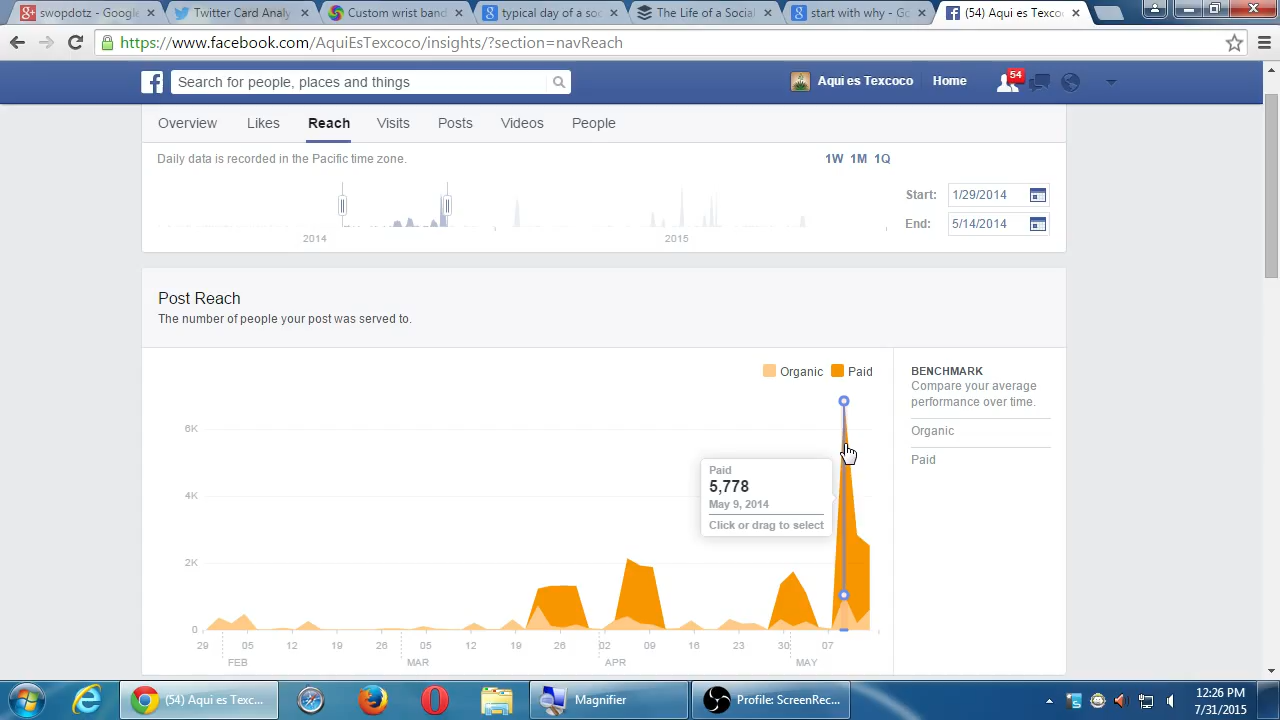 swopdotz - Google
Twitter Card Analy
Custom wrist band
typical day of a soc
The Life of a Social
start with why - Go
(54) Aqui es Texco
https://www.facebook.com/AquiEsTexcoco/insights/?section=navReach
Search for people, places and things
Aqui es Texcoco
Home
54
Overview Likes Reach Visits Posts Videos People
Daily data is recorded in the Pacific time zone.
1W 1M 1Q
Start: 1/29/2014
End: 5/14/2014
2014 2015
Post Reach
The number of people your post was served to.
Organic Paid
BENCHMARK
Compare your average
performance over time.
Organic
Paid
6K
4K
2K
0
Paid
5,778
May 9, 2014
Click or drag to select
29 05 12 19 26 05 12 19 26 02 09 16 23 30 07
FEB MAR APR MAY
(54) Aqui es Texc...
Magnifier
Profile: ScreenRec...
12:26 PM
7/31/2015